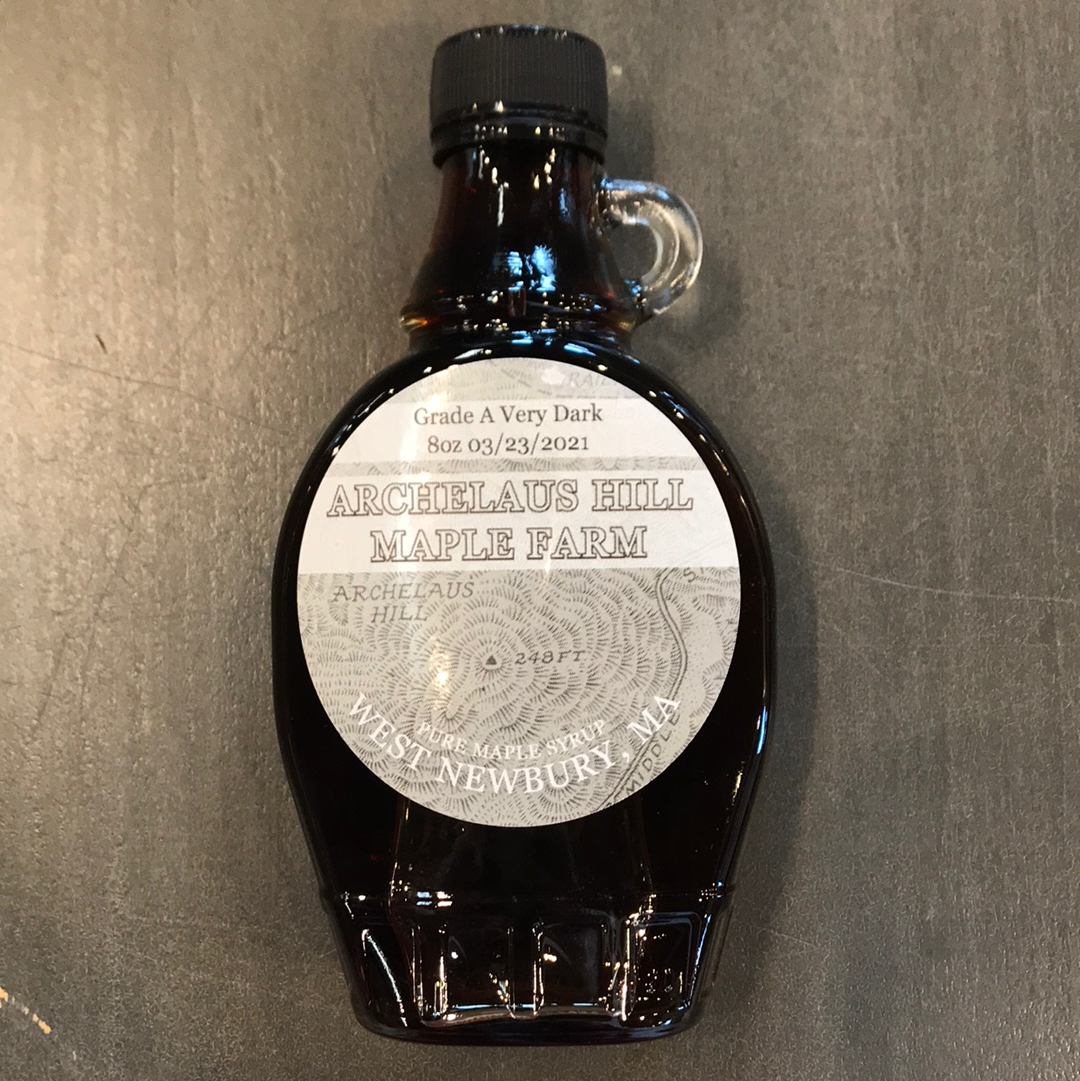 Grade A Very Dark
8oz 03/23/2021
ARCHELAUS HILL
MAPLE FARM
ARCHELAUS
HILL
248FT
PURE MAPLE SYRUP
WEST NEWBURY, MA
MIDDLE